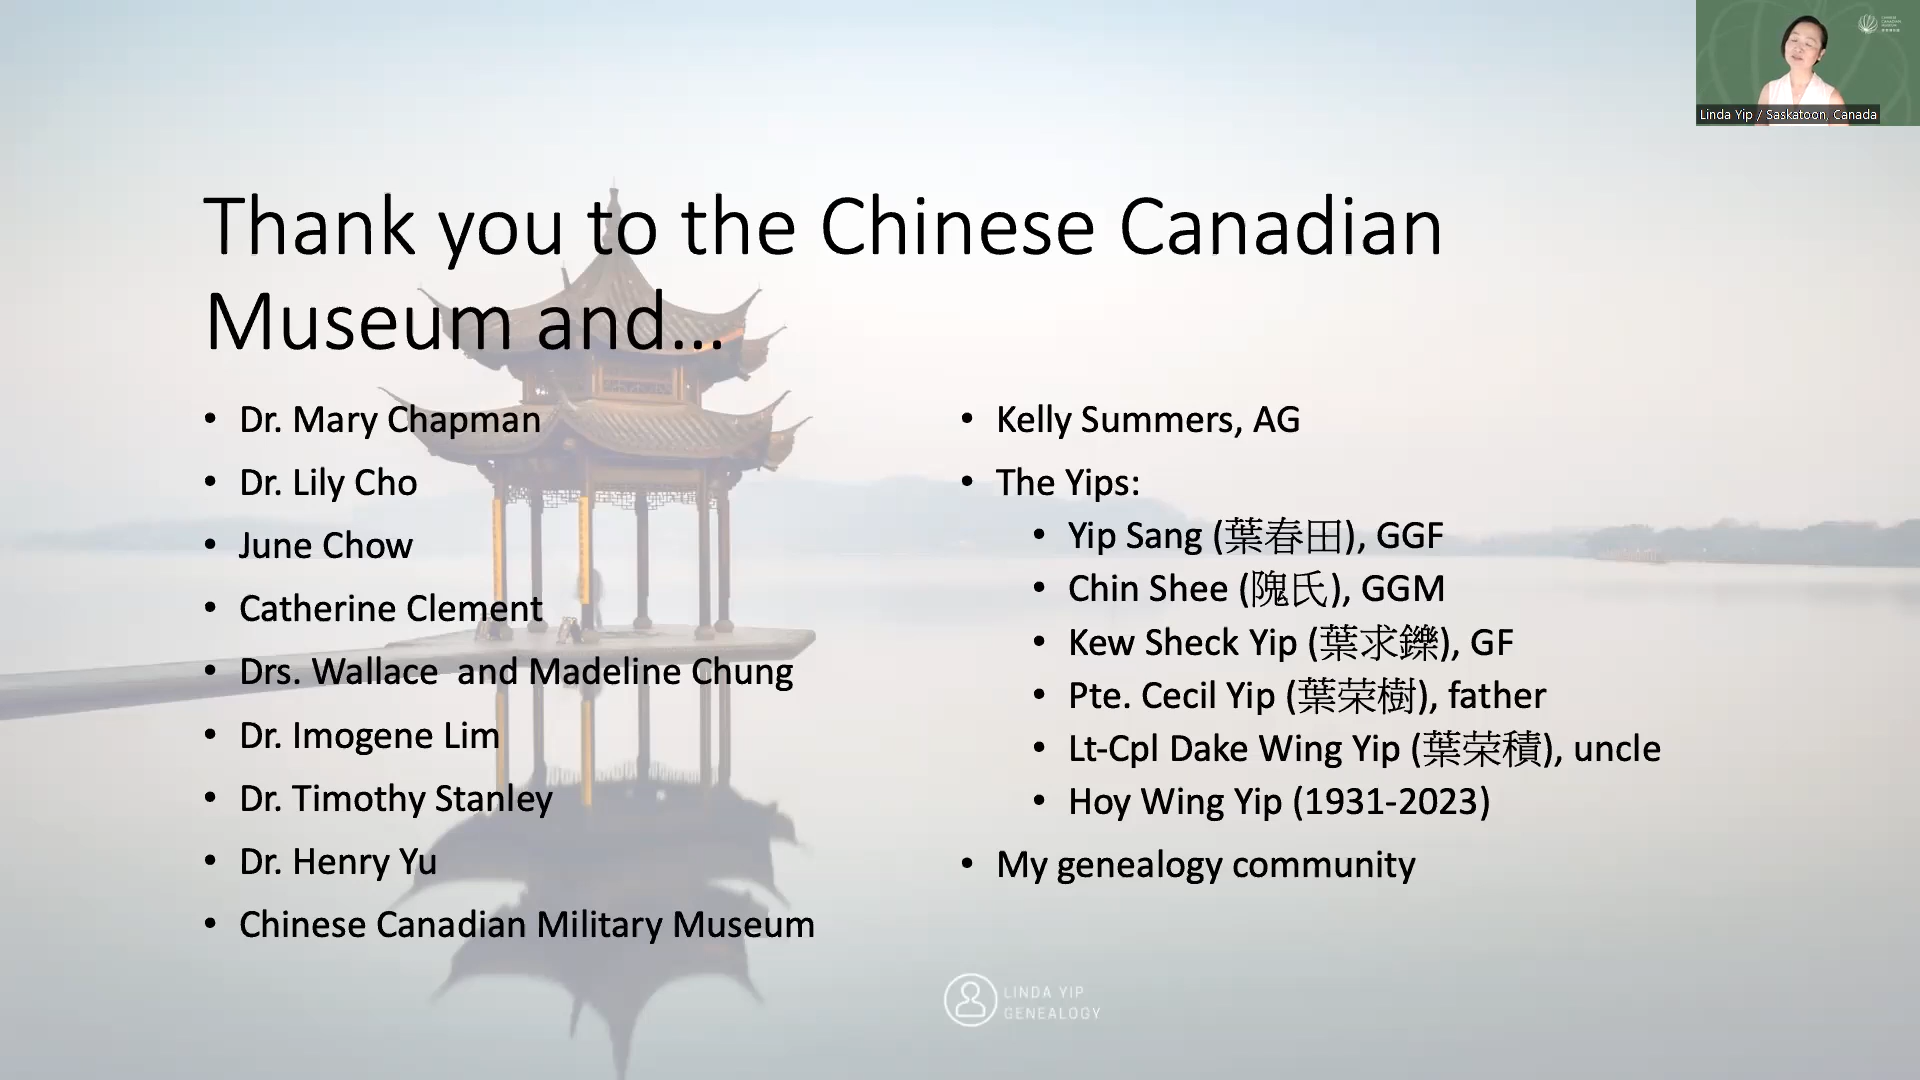 Linda Yip / Saskatoon, Canada
Thank you to the Chinese Canadian
Museum and...
• Dr. Mary Chapman
• Dr. Lily Cho
• June Chow
• Catherine Clement
• Drs. Wallace  and Madeline Chung
• Dr. Imogene Lim
• Dr. Timothy Stanley
• Dr. Henry Yu
• Chinese Canadian Military Museum
• Kelly Summers, AG
• The Yips:
• Yip Sang (葉春田), GGF
• Chin Shee (隗氏), GGM
• Kew Sheck Yip (葉求鑠), GF
• Pte. Cecil Yip (葉荣樹), father
• Lt-Cpl Dake Wing Yip (葉荣積), uncle
• Hoy Wing Yip (1931-2023)
• My genealogy community
LINDA YIP
GENEALOGY